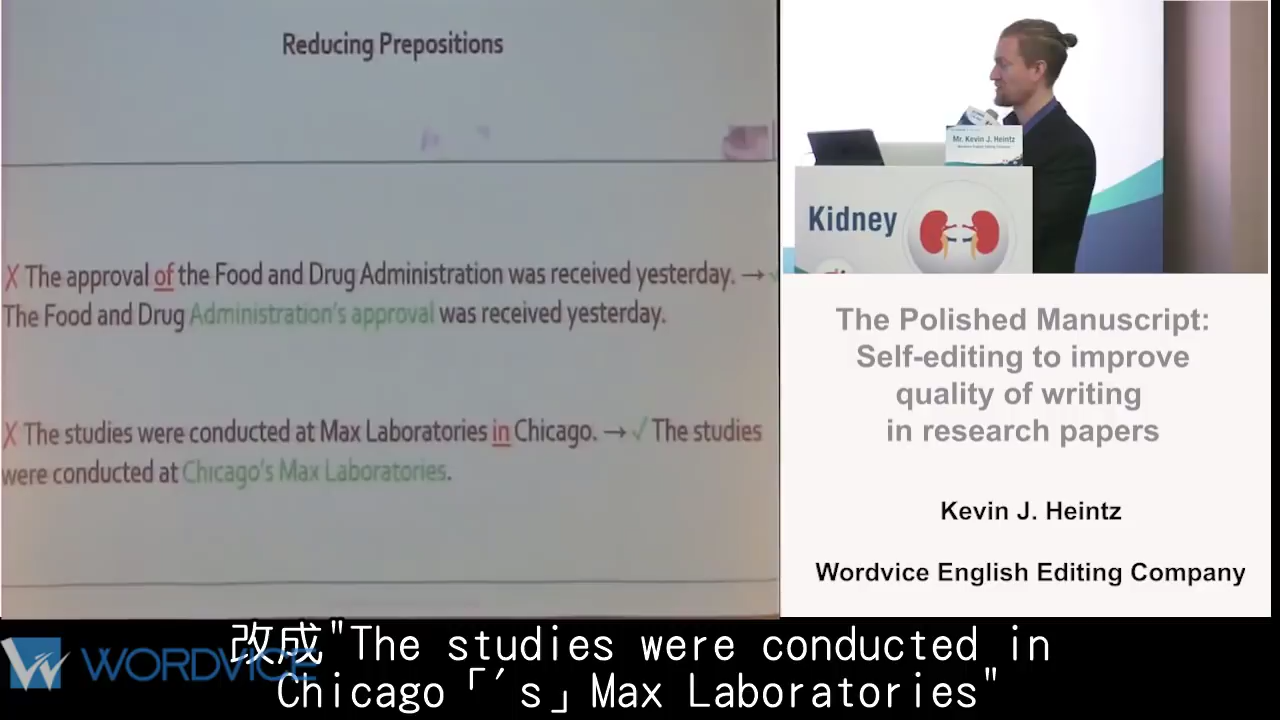 Reducing Prepositions
X The approval of the Food and Drug Administration was received yesterday. → √
The Food and Drug Administration's approval was received yesterday.
X The studies were conducted at Max Laboratories in Chicago. → √ The studies
were conducted at Chicago's Max Laboratories.
Mr. Kevin J. Heintz
Kidney
The Polished Manuscript:
Self-editing to improve
quality of writing
in research papers
Kevin J. Heintz
Wordvice English Editing Company
WORDVICE
改成"The studies were conducted in
Chicago「's」Max Laboratories"